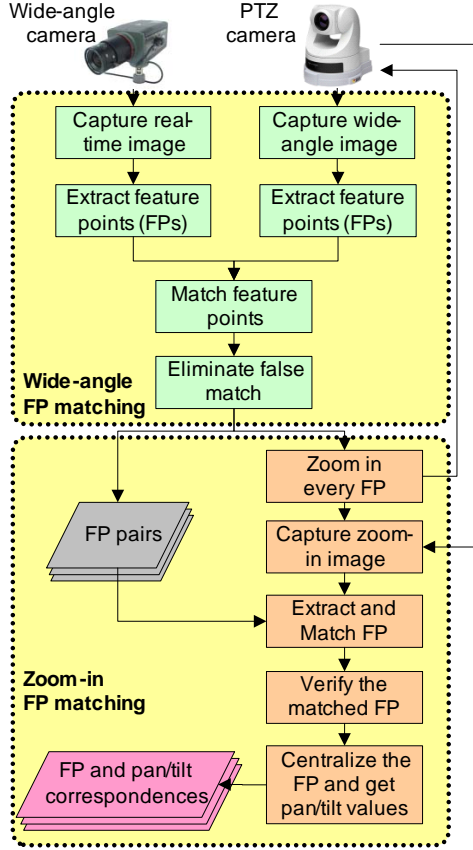 Wide-angle
camera
PTZ
camera
Capture real-
time image
Capture wide-
angle image
Extract feature
points (FPs)
Extract feature
points (FPs)
Match feature
points
Eliminate false
match
Wide-angle
FP matching
Zoom in
every FP
FP pairs
Capture zoom-
in image
Extract and
Match FP
Zoom-in
FP matching
Verify the
matched FP
FP and pan/tilt
correspondences
Centralize the
FP and get
pan/tilt values